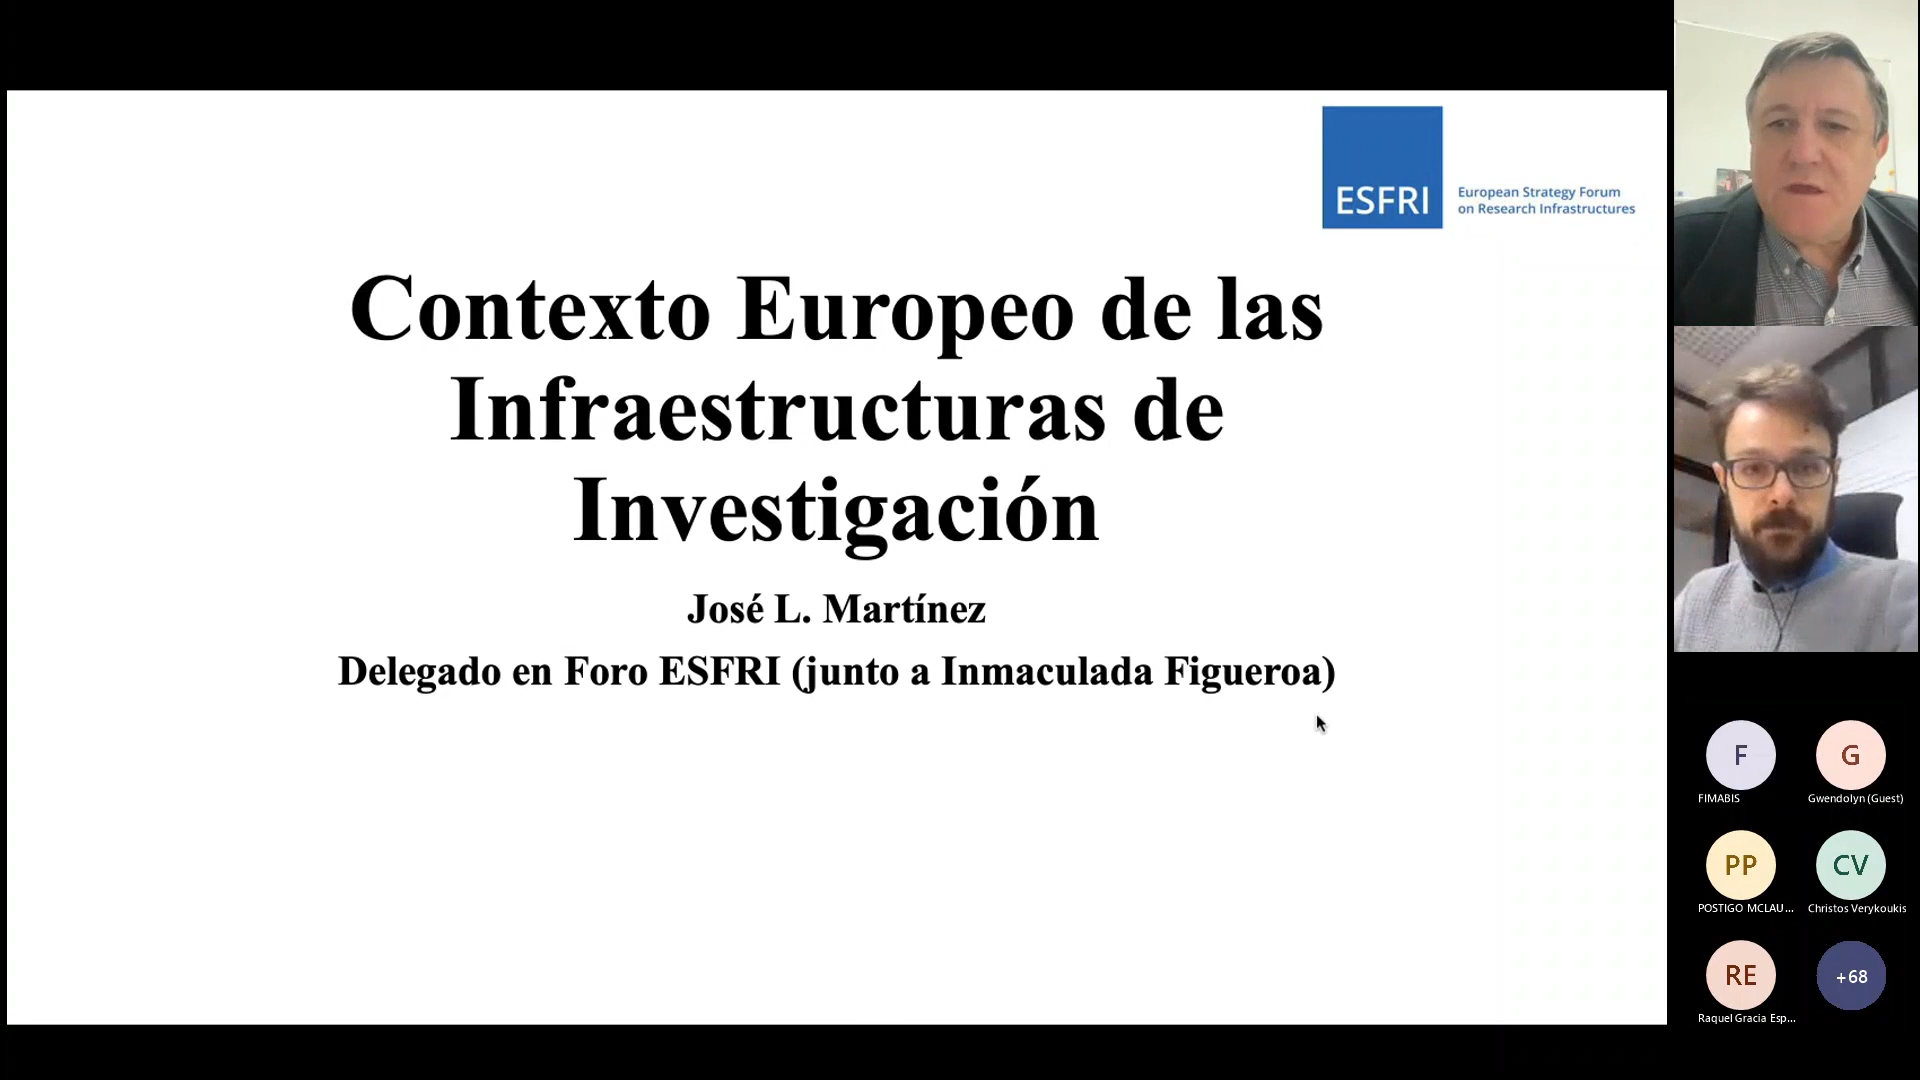 ESFRI
European Strategy Forum
on Research Infrastructures
Contexto Europeo de las
Infraestructuras de
Investigación
José L. Martínez
Delegado en Foro ESFRI (junto a Inmaculada Figueroa)
F
FIMABIS
G
Gwendolyn (Guest)
PP
POSTIGO MCLAU...
CV
Christos Verykoukis
RE
Raquel Gracia Esp...
+68